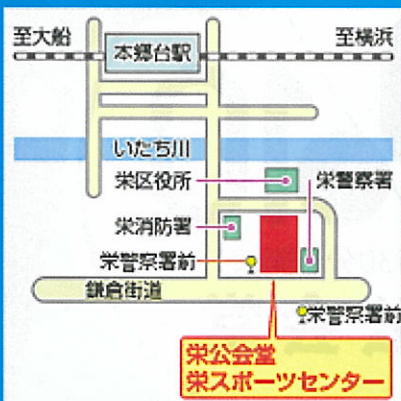 至大船
至横浜
本郷台駅
いたち川
栄区役所
栄警察署
栄消防署
栄警察署前
鎌倉街道
栄警察署前
栄公会堂
栄スポーツセンター